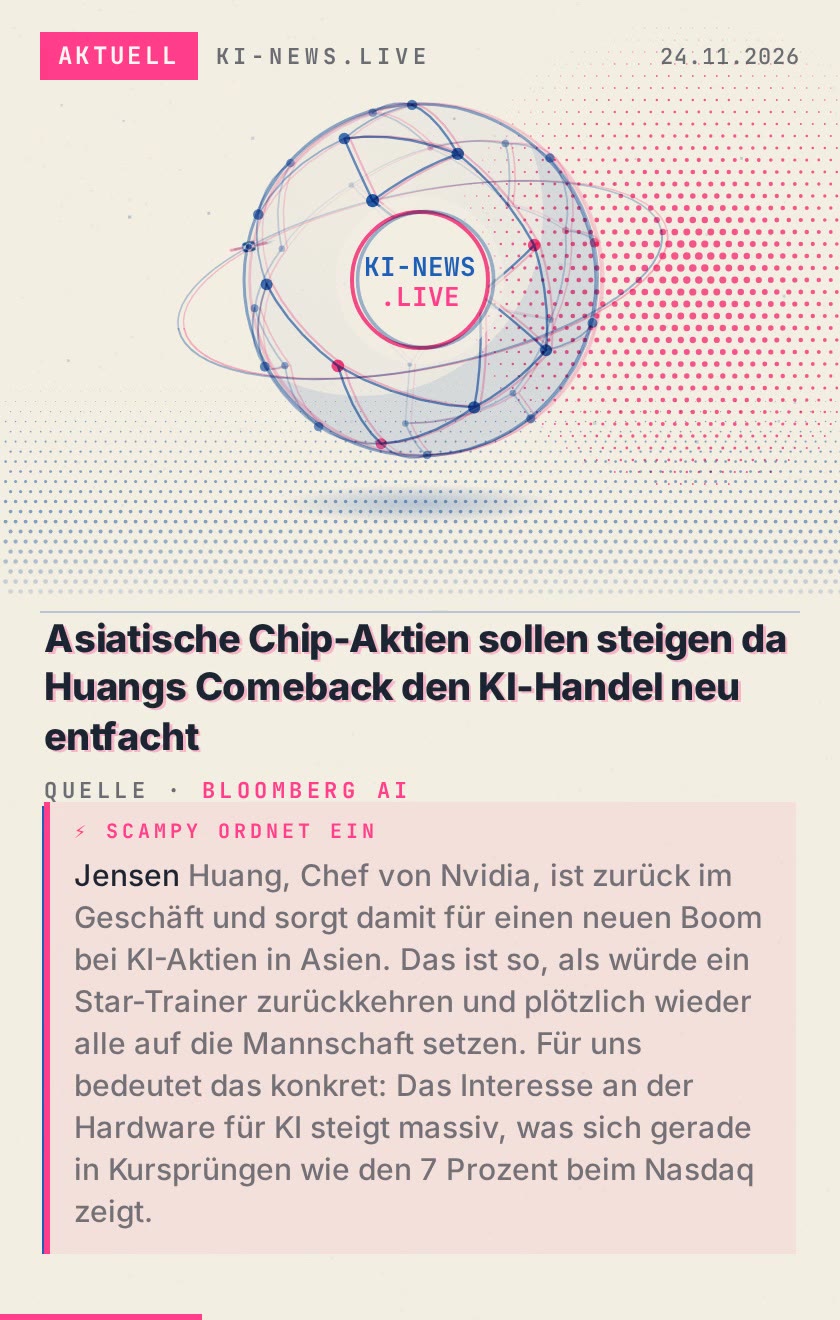 AKTUELL KI-NEWS.LIVE 24.11.2026
KI-NEWS
.LIVE
Asiatische Chip-Aktien sollen steigen da
Huangs Comeback den KI-Handel neu
entfacht
QUELLE · BLOOMBERG AI
⚡ SCAMPY ORDNET EIN
Jensen Huang, Chef von Nvidia, ist zurück im
Geschäft und sorgt damit für einen neuen Boom
bei KI-Aktien in Asien. Das ist so, als würde ein
Star-Trainer zurückkehren und plötzlich wieder
alle auf die Mannschaft setzen. Für uns
bedeutet das konkret: Das Interesse an der
Hardware für KI steigt massiv, was sich gerade
in Kursprüngen wie den 7 Prozent beim Nasdaq
zeigt.